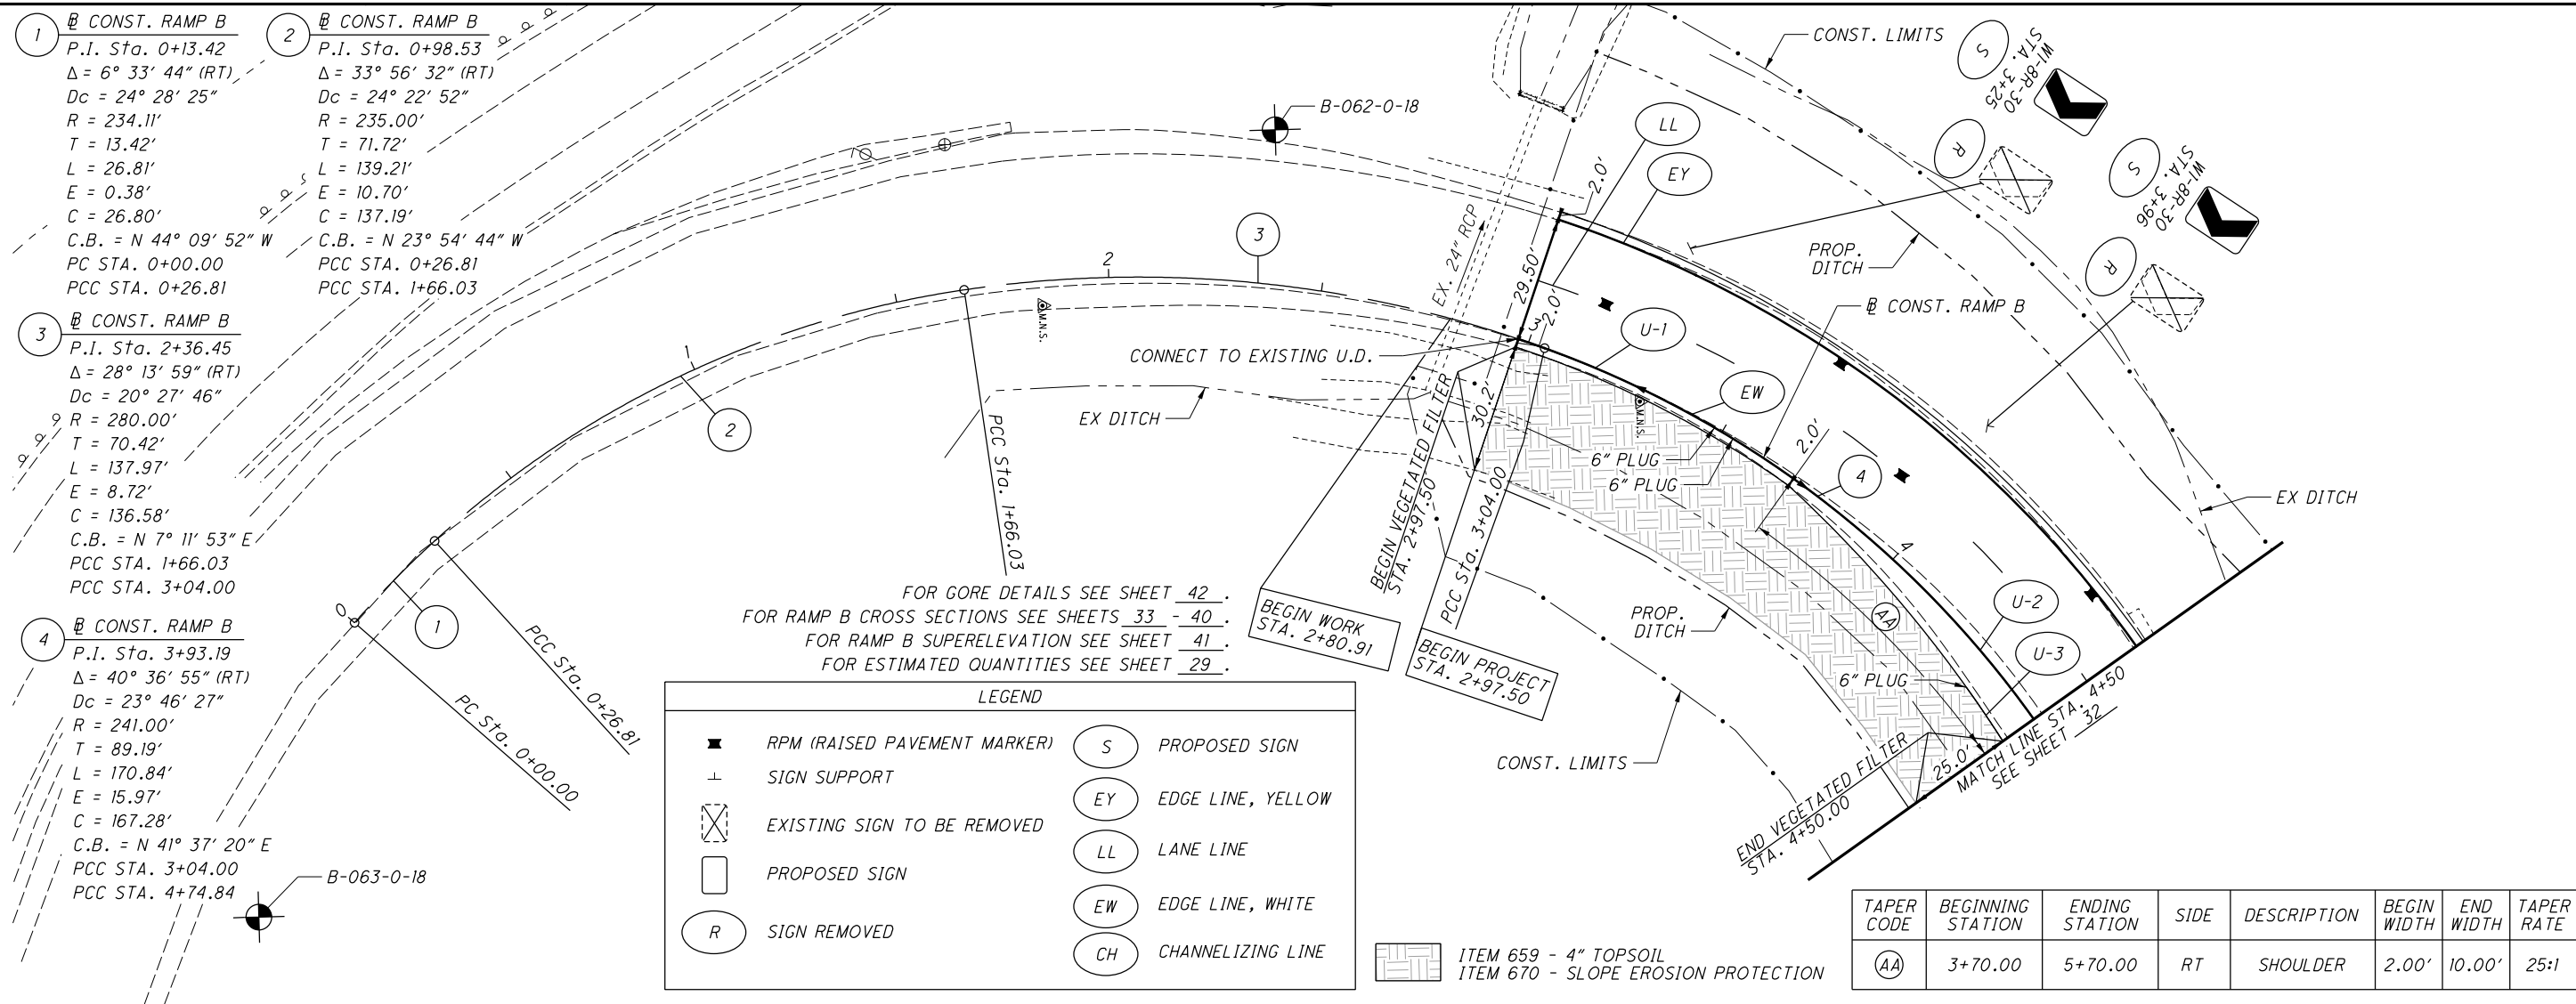 1
℄ CONST. RAMP B
P.I. Sta. 0+13.42
Δ = 6° 33' 44" (RT)
Dc = 24° 28' 25"
R = 234.11'
T = 13.42'
L = 26.81'
E = 0.38'
C = 26.80'
C.B. = N 44° 09' 52" W
PC STA. 0+00.00
PCC STA. 0+26.81
2
℄ CONST. RAMP B
P.I. Sta. 0+98.53
Δ = 33° 56' 32" (RT)
Dc = 24° 22' 52"
R = 235.00'
T = 71.72'
L = 139.21'
E = 10.70'
C = 137.19'
C.B. = N 23° 54' 44" W
PCC STA. 0+26.81
PCC STA. 1+66.03
3
℄ CONST. RAMP B
P.I. Sta. 2+36.45
Δ = 28° 13' 59" (RT)
Dc = 20° 27' 46"
R = 280.00'
T = 70.42'
L = 137.97'
E = 8.72'
C = 136.58'
C.B. = N 7° 11' 53" E
PCC STA. 1+66.03
PCC STA. 3+04.00
4
℄ CONST. RAMP B
P.I. Sta. 3+93.19
Δ = 40° 36' 55" (RT)
Dc = 23° 46' 27"
R = 241.00'
T = 89.19'
L = 170.84'
E = 15.97'
C = 167.28'
C.B. = N 41° 37' 20" E
PCC STA. 3+04.00
PCC STA. 4+74.84
B-063-0-18
B-062-0-18
0
1
2
3
4
1
2
3
4
PC Sta. 0+00.00
PCC Sta. 0+26.81
PCC Sta. 1+66.03
PCC Sta. 3+04.00
M.N.S.
M.N.S.
EX DITCH
CONNECT TO EXISTING U.D.
EX. 24" RCP
29.50'
2.0'
2.0'
30.2'
2.0'
25.0'
LL
EY
U-1
EW
U-2
U-3
AA
6" PLUG
6" PLUG
6" PLUG
CONST. LIMITS
S
W1-8R-30
STA. 3+25
R
S
W1-8R-30
STA. 3+96
R
PROP.
DITCH
℄ CONST. RAMP B
EX DITCH
BEGIN VEGETATED FILTER
STA. 2+97.50
BEGIN WORK
STA. 2+80.91
BEGIN PROJECT
STA. 2+97.50
PROP.
DITCH
CONST. LIMITS
END VEGETATED FILTER
STA. 4+50.00
MATCH LINE STA. 4+50
SEE SHEET 32
FOR GORE DETAILS SEE SHEET 42.
FOR RAMP B CROSS SECTIONS SEE SHEETS 33 - 40.
FOR RAMP B SUPERELEVATION SEE SHEET 41.
FOR ESTIMATED QUANTITIES SEE SHEET 29.
LEGEND
RPM (RAISED PAVEMENT MARKER)
SIGN SUPPORT
EXISTING SIGN TO BE REMOVED
PROPOSED SIGN
R SIGN REMOVED
S PROPOSED SIGN
EY EDGE LINE, YELLOW
LL LANE LINE
EW EDGE LINE, WHITE
CH CHANNELIZING LINE
ITEM 659 - 4" TOPSOIL
ITEM 670 - SLOPE EROSION PROTECTION
TAPER CODE BEGINNING STATION ENDING STATION SIDE DESCRIPTION BEGIN WIDTH END WIDTH TAPER RATE
AA 3+70.00 5+70.00 RT SHOULDER 2.00' 10.00' 25:1